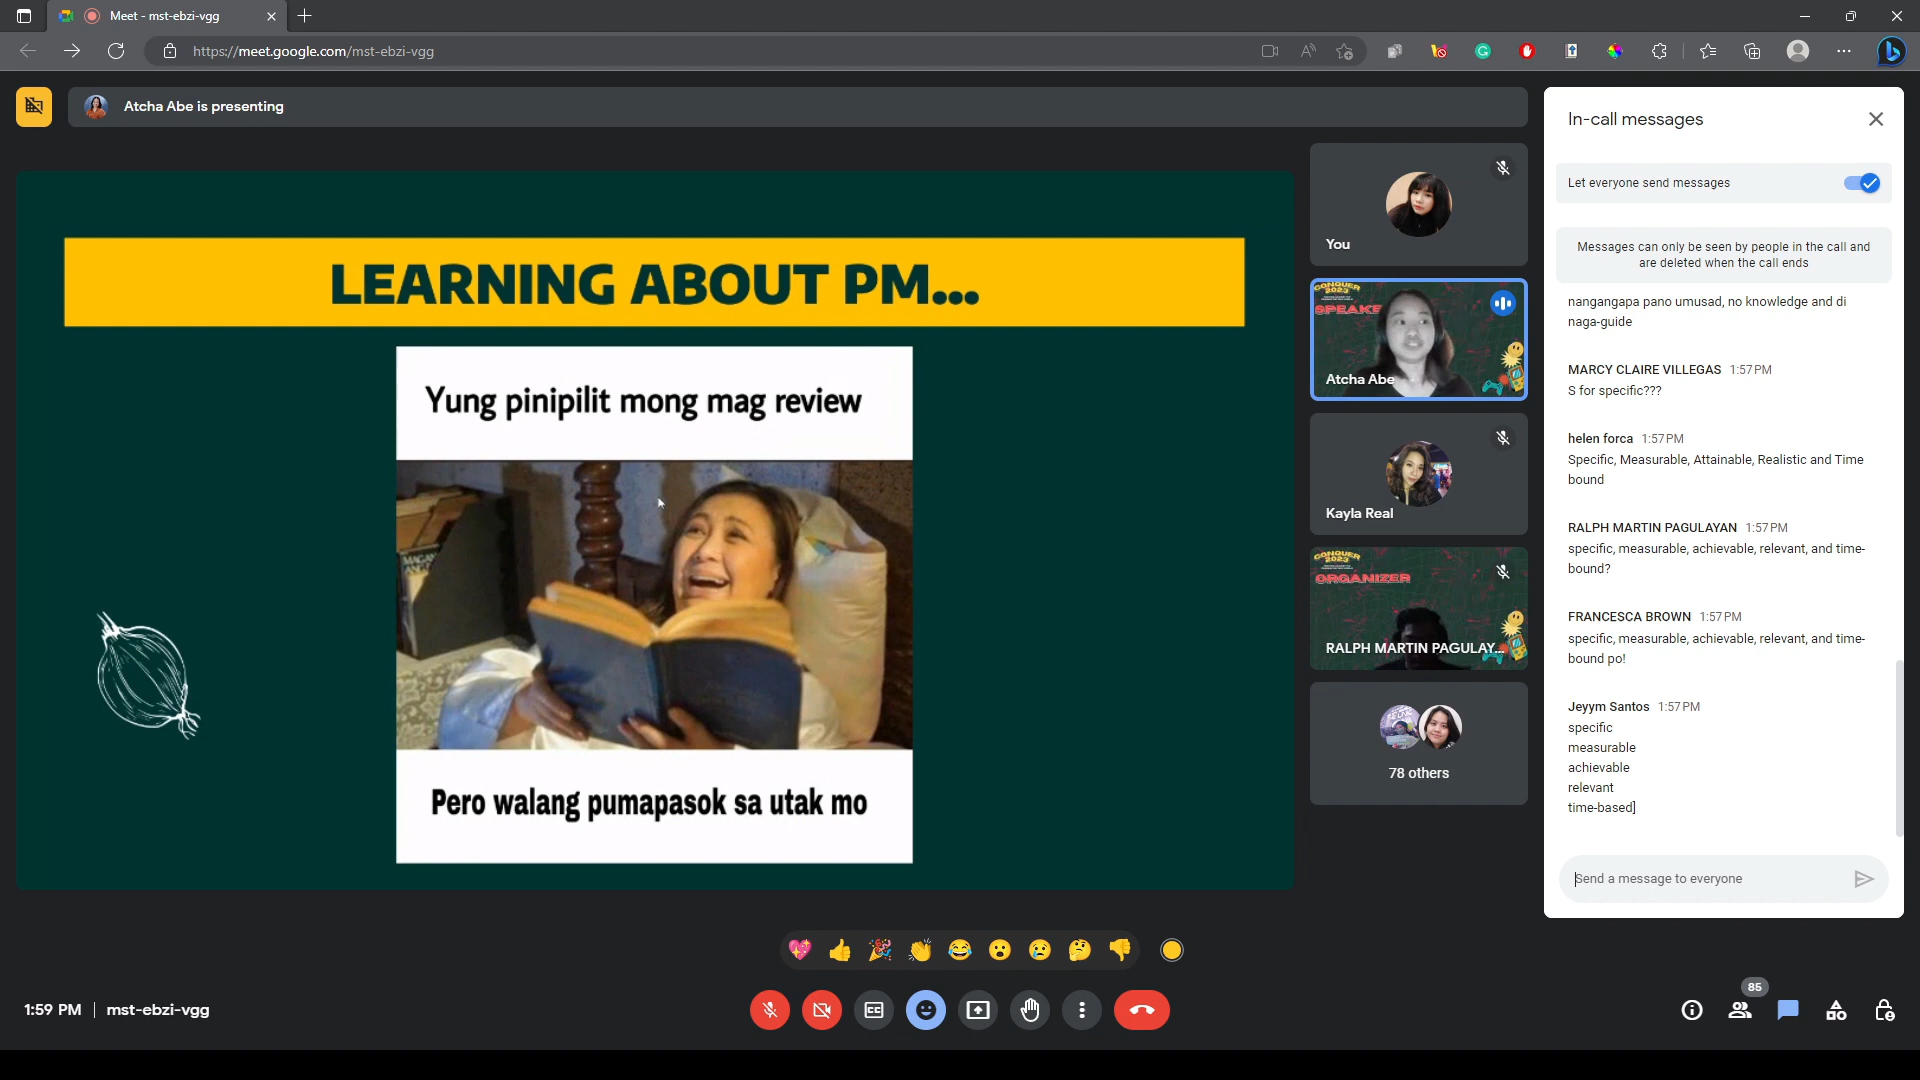 Meet - mst-ebzi-vgg
https://meet.google.com/mst-ebzi-vgg
Atcha Abe is presenting
LEARNING ABOUT PM...
Yung pinipilit mong mag review
Pero walang pumapasok sa utak mo
You
CONQUER
2023
SPEAKE
Atcha Abe
Kayla Real
CONQUER
2023
ORGANIZER
RALPH MARTIN PAGULAY...
78 others
In-call messages
Let everyone send messages
Messages can only be seen by people in the call and
are deleted when the call ends
nangangapa pano umusad, no knowledge and di
naga-guide
MARCY CLAIRE VILLEGAS 1:57 PM
S for specific???
helen forca 1:57 PM
Specific, Measurable, Attainable, Realistic and Time
bound
RALPH MARTIN PAGULAYAN 1:57 PM
specific, measurable, achievable, relevant, and time-
bound?
FRANCESCA BROWN 1:57 PM
specific, measurable, achievable, relevant, and time-
bound po!
Jeyym Santos 1:57 PM
specific
measurable
achievable
relevant
time-based]
Send a message to everyone
1:59 PM | mst-ebzi-vgg
CC
85